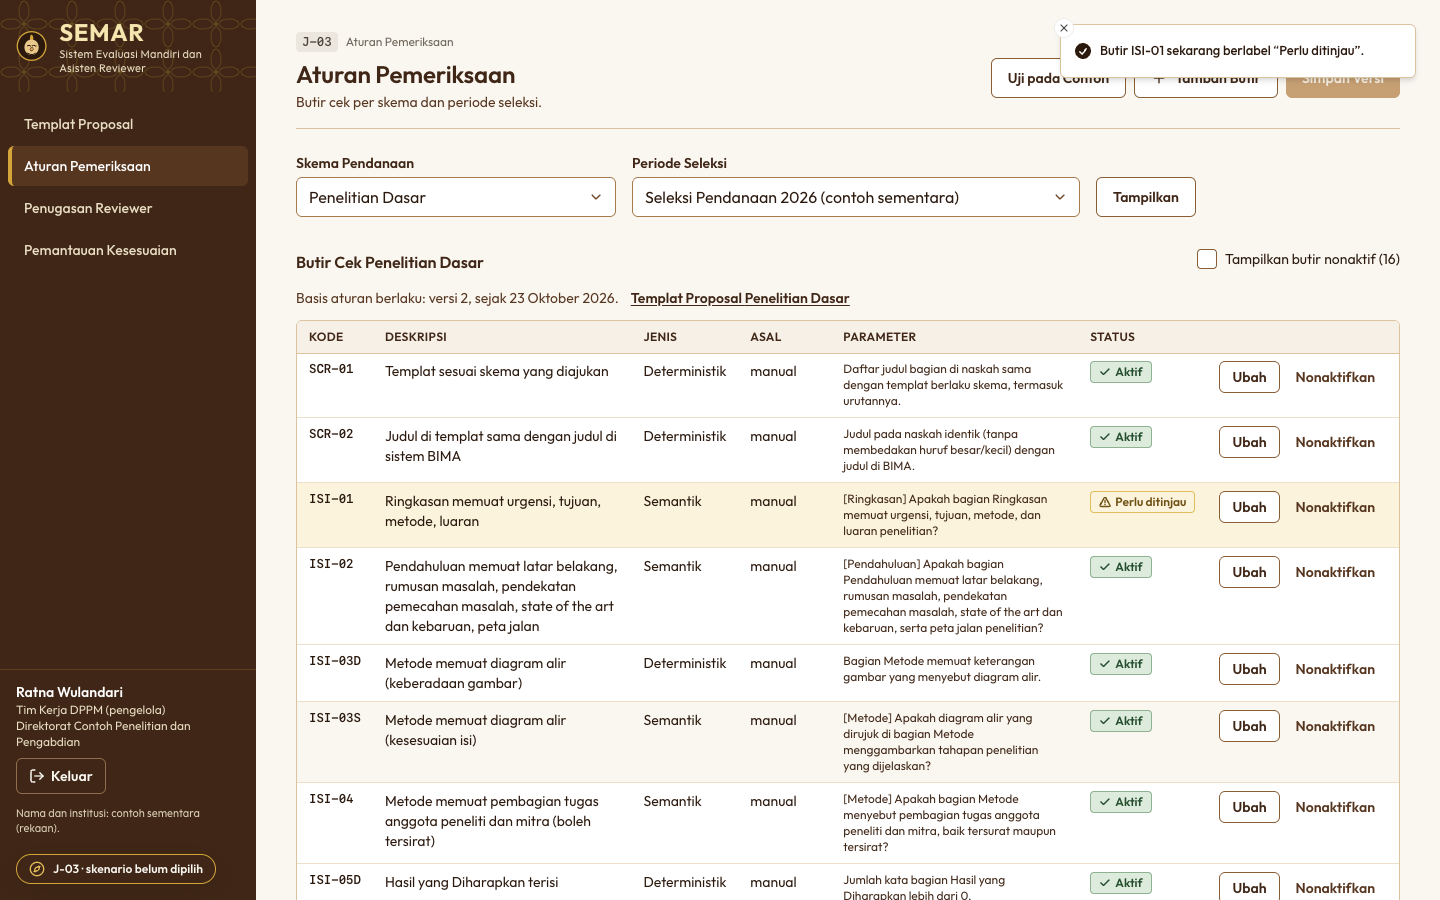 SEMAR
Sistem Evaluasi Mandiri dan
Asisten Reviewer
Templat Proposal
Aturan Pemeriksaan
Penugasan Reviewer
Pemantauan Kesesuaian
Ratna Wulandari
Tim Kerja DPPM (pengelola)
Direktorat Contoh Penelitian dan
Pengabdian
Keluar
Nama dan institusi: contoh sementara
(rekaan).
J-03 · skenario belum dipilih
J-03 Aturan Pemeriksaan
Aturan Pemeriksaan
Butir cek per skema dan periode seleksi.
Butir ISI-01 sekarang berlabel “Perlu ditinjau”.
Uji pada Contoh
Tambah Butir
Simpan Versi
Skema Pendanaan
Penelitian Dasar
Periode Seleksi
Seleksi Pendanaan 2026 (contoh sementara)
Tampilkan
Butir Cek Penelitian Dasar
Tampilkan butir nonaktif (16)
Basis aturan berlaku: versi 2, sejak 23 Oktober 2026. Templat Proposal Penelitian Dasar
KODE DESKRIPSI JENIS ASAL PARAMETER STATUS
SCR-01
Templat sesuai skema yang diajukan
Deterministik
manual
Daftar judul bagian di naskah sama
dengan templat berlaku skema, termasuk
urutannya.
Aktif
Ubah
Nonaktifkan
SCR-02
Judul di templat sama dengan judul di
sistem BIMA
Deterministik
manual
Judul pada naskah identik (tanpa
membedakan huruf besar/kecil) dengan
judul di BIMA.
Aktif
Ubah
Nonaktifkan
ISI-01
Ringkasan memuat urgensi, tujuan,
metode, luaran
Semantik
manual
[Ringkasan] Apakah bagian Ringkasan
memuat urgensi, tujuan, metode, dan
luaran penelitian?
Perlu ditinjau
Ubah
Nonaktifkan
ISI-02
Pendahuluan memuat latar belakang,
rumusan masalah, pendekatan
pemecahan masalah, state of the art
dan kebaruan, peta jalan
Semantik
manual
[Pendahuluan] Apakah bagian
Pendahuluan memuat latar belakang,
rumusan masalah, pendekatan
pemecahan masalah, state of the art dan
kebaruan, serta peta jalan penelitian?
Aktif
Ubah
Nonaktifkan
ISI-03D
Metode memuat diagram alir
(keberadaan gambar)
Deterministik
manual
Bagian Metode memuat keterangan
gambar yang menyebut diagram alir.
Aktif
Ubah
Nonaktifkan
ISI-03S
Metode memuat diagram alir
(kesesuaian isi)
Semantik
manual
[Metode] Apakah diagram alir yang
dirujuk di bagian Metode
menggambarkan tahapan penelitian
yang dijelaskan?
Aktif
Ubah
Nonaktifkan
ISI-04
Metode memuat pembagian tugas
anggota peneliti dan mitra (boleh
tersirat)
Semantik
manual
[Metode] Apakah bagian Metode
menyebut pembagian tugas anggota
peneliti dan mitra, baik tersurat maupun
tersirat?
Aktif
Ubah
Nonaktifkan
ISI-05D
Hasil yang Diharapkan terisi
Deterministik
manual
Jumlah kata bagian Hasil yang
Diharapkan lebih dari 0.
Aktif
Ubah
Nonaktifkan